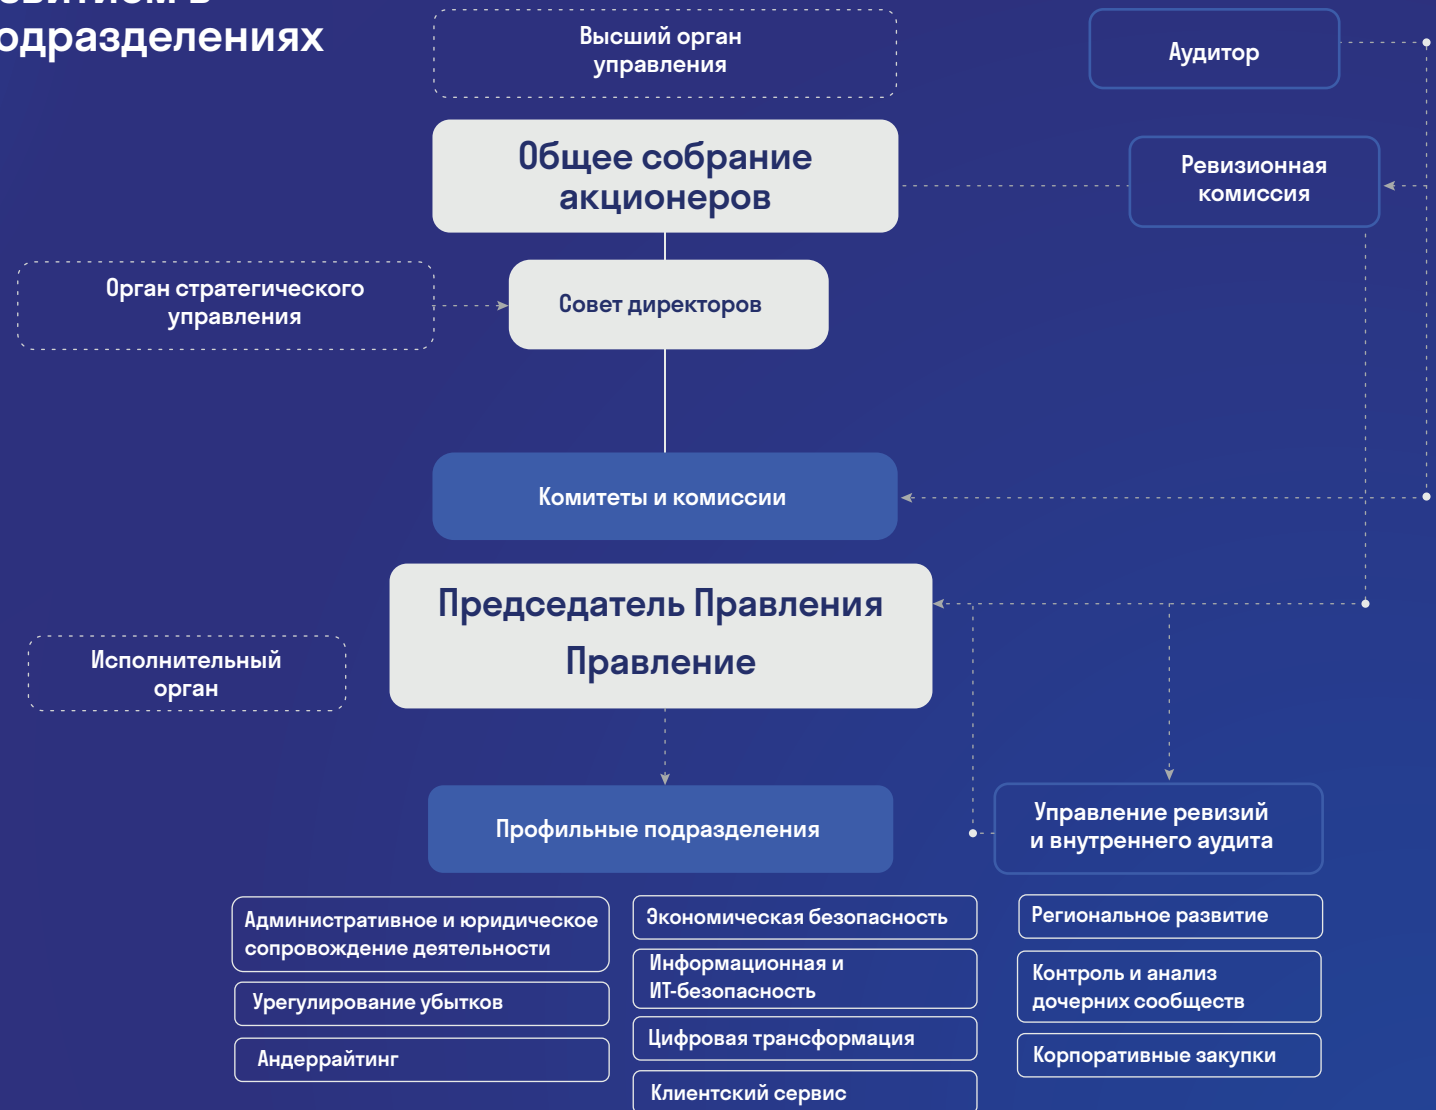 одразделениях
Высший орган
управления
Аудитор
Общее собрание
акционеров
Ревизионная
комиссия
Орган стратегического
управления
Совет директоров
Комитеты и комиссии
Председатель Правления
Правление
Исполнительный
орган
Профильные подразделения
Управление ревизий
и внутреннего аудита
Административное и юридическое
сопровождение деятельности
Урегулирование убытков
Андеррайтинг
Экономическая безопасность
Информационная и
ИТ-безопасность
Цифровая трансформация
Клиентский сервис
Региональное развитие
Контроль и анализ
дочерних сообществ
Корпоративные закупки